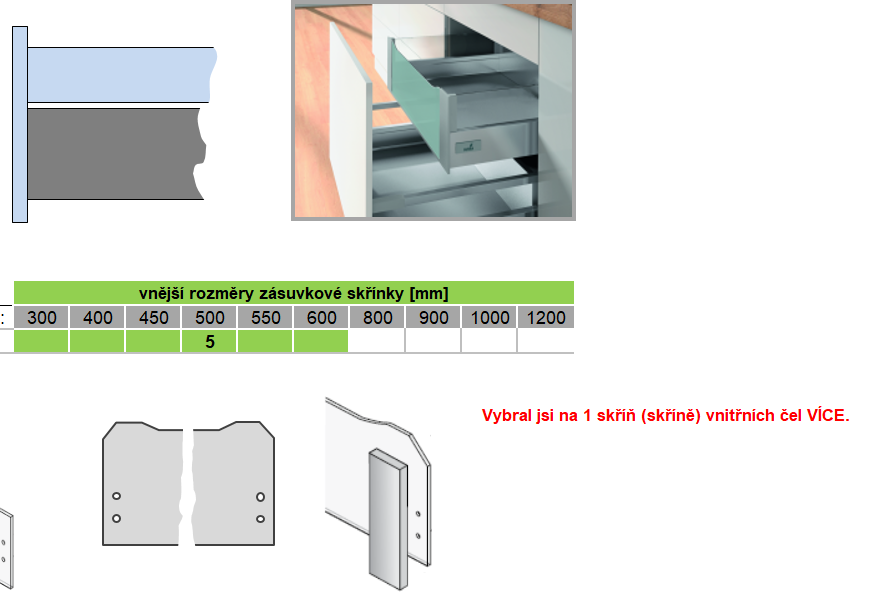 vnější rozměry zásuvkové skřínky [mm]
: 300 400 450 500 550 600 800 900 1000 1200
5
Vybral jsi na 1 skříň (skříně) vnitřních čel VÍCE.